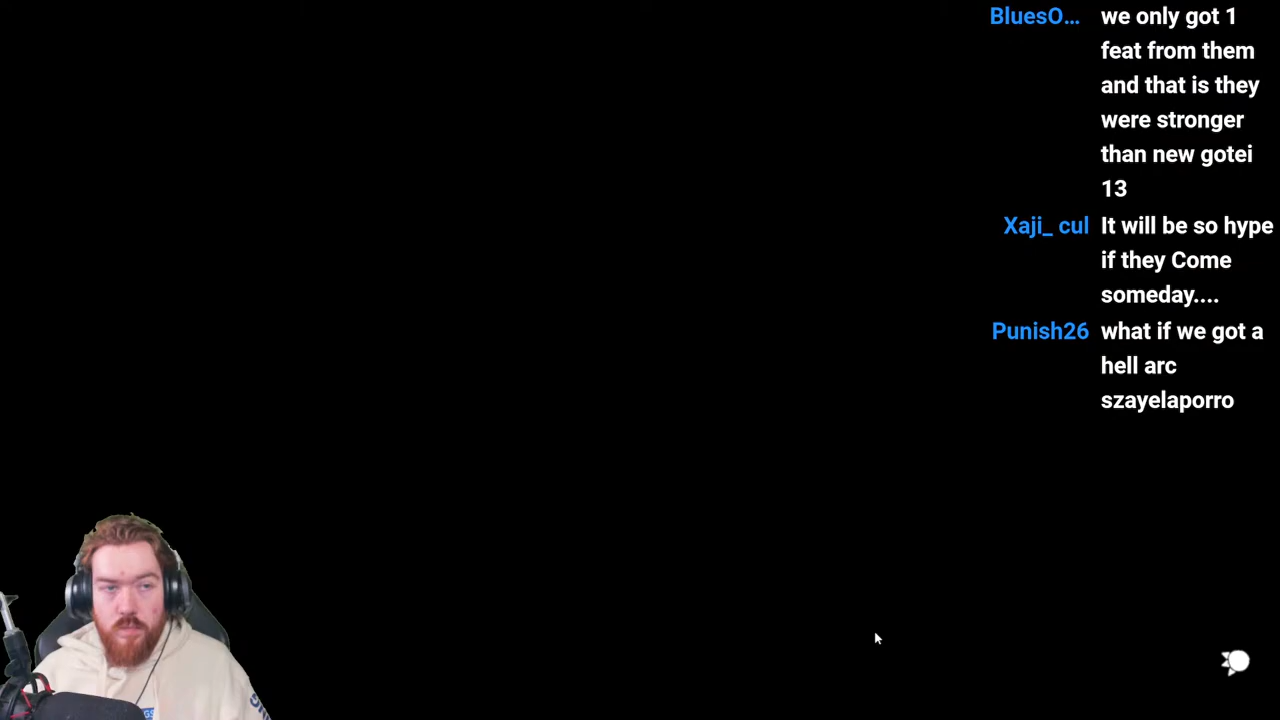 BluesO… we only got 1
feat from them
and that is they
were stronger
than new gotei
13
Xaji_ cul It will be so hype
if they Come
someday....
Punish26 what if we got a
hell arc
szayelaporro